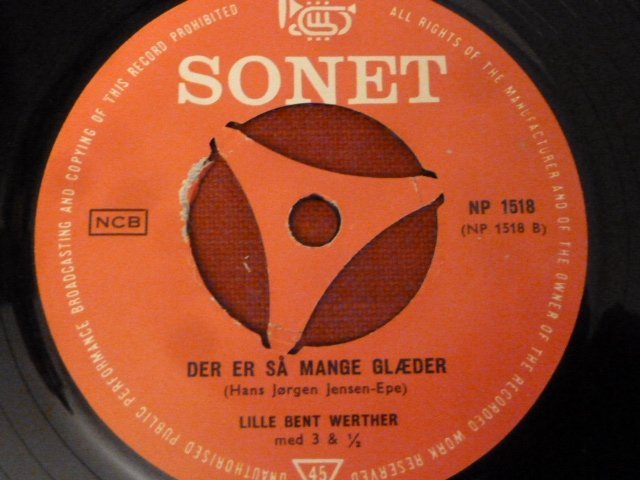 ALL RIGHTS OF THE MANUFACTURER AND OF THE OWNER OF THE RECORDED WORK RESERVED
UNAUTHORISED PUBLIC PERFORMANCE BROADCASTING AND COPYING OF THIS RECORD PROHIBITED
SONET
NCB
NP 1518
(NP 1518 B)
DER ER SÅ MANGE GLÆDER
(Hans Jørgen Jensen-Epe)
LILLE BENT WERTHER
med 3 & ½
45